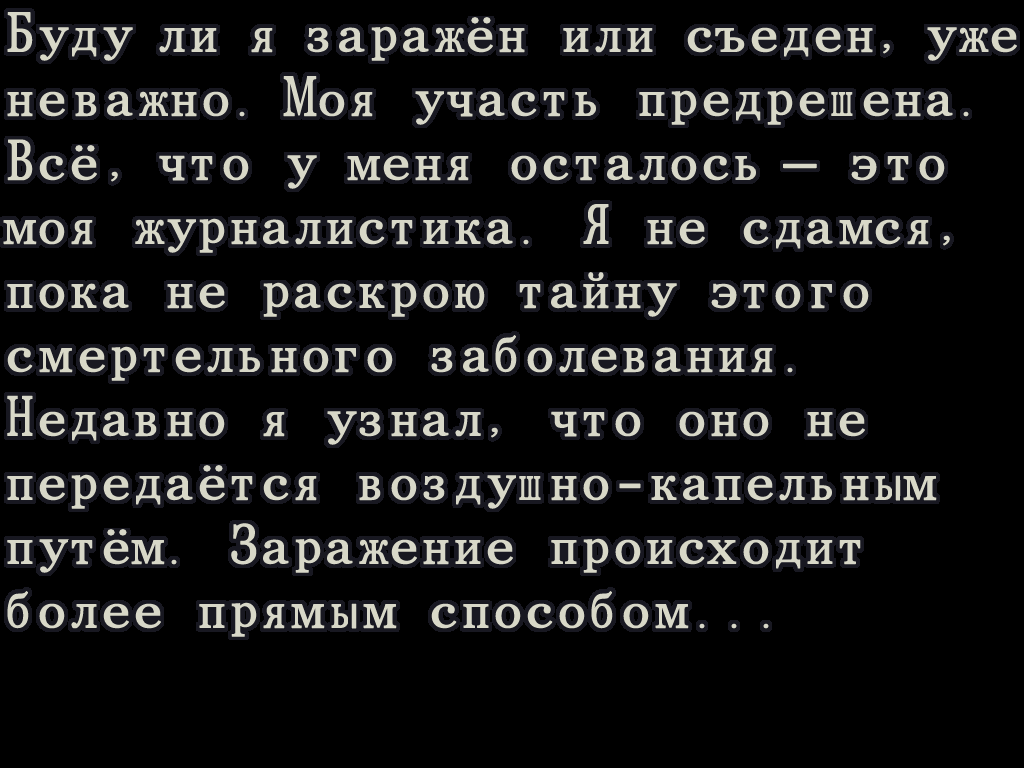 Буду ли я заражён или съеден, уже
неважно. Моя участь предрешена.
Всё, что у меня осталось — это
моя журналистика. Я не сдамся,
пока не раскрою тайну этого
смертельного заболевания.
Недавно я узнал, что оно не
передаётся воздушно-капельным
путём. Заражение происходит
более прямым способом...